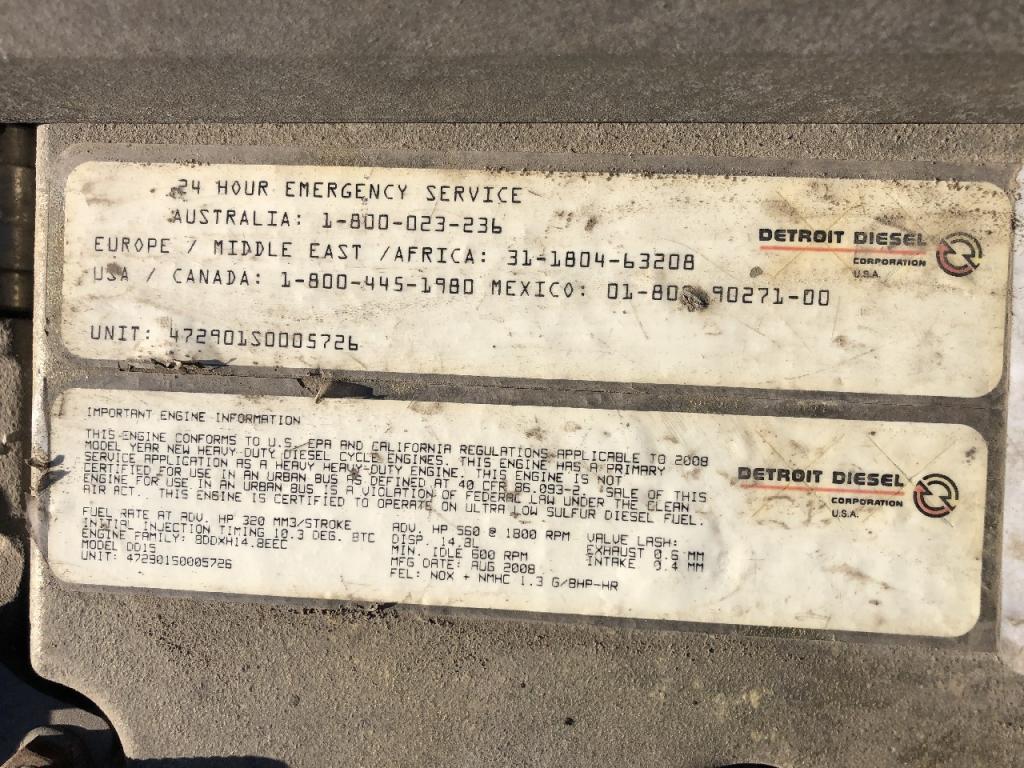 24 HOUR EMERGENCY SERVICE
AUSTRALIA: 1-800-023-236
EUROPE / MIDDLE EAST /AFRICA: 31-1804-63208
USA / CANADA: 1-800-445-1980 MEXICO: 90271-00
UNIT: 472901S0005726
DETROIT DIESEL
CORPORATION
U.S.A.
IMPORTANT ENGINE INFORMATION
THIS ENGINE CONFORMS TO U.S. EPA AND CALIFORNIA REGULATIONS APPLICABLE TO 2008
MODEL YEAR NEW HEAVY-DUTY DIESEL CYCLE ENGINES. THIS ENGINE HAS A PRIMARY
SERVICE APPLICATION AS A HEAVY HEAVY-DUTY ENGINE. THIS ENGINE IS NOT
CERTIFIED FOR USE IN AN URBAN BUS AS DEFINED AT 40 CFR 86.093-2. SALE OF THIS
ENGINE FOR USE IN AN URBAN BUS IS A VIOLATION OF FEDERAL LAW UNDER THE CLEAN
AIR ACT. THIS ENGINE IS CERTIFIED TO OPERATE ON ULTRA LOW SULFUR DIESEL FUEL.
FUEL RATE AT ADV. HP 320 MM3/STROKE
INITIAL INJECTION TIMING 10.3 DEG. BTC
ENGINE FAMILY: 8DDXH14.8EEC
MODEL DD15
UNIT: 472901S0005726
ADV. HP 560 @ 1800 RPM
DISP. 14.8L
MIN. IDLE 600 RPM
MFG DATE: AUG 2008
FEL: NOX + NMHC 1.3 G/BHP-HR
VALVE LASH:
EXHAUST 0.6 MM
INTAKE 0.4 MM
DETROIT DIESEL
CORPORATION
U.S.A.